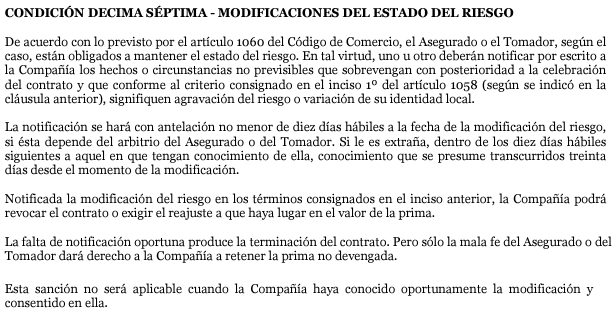 CONDICIÓN DECIMA SÉPTIMA - MODIFICACIONES DEL ESTADO DEL RIESGO
De acuerdo con lo previsto por el artículo 1060 del Código de Comercio, el Asegurado o el Tomador, según el
caso, están obligados a mantener el estado del riesgo. En tal virtud, uno u otro deberán notificar por escrito a
la Compañía los hechos o circunstancias no previsibles que sobrevengan con posterioridad a la celebración
del contrato y que conforme al criterio consignado en el inciso 1º del artículo 1058 (según se indicó en la
cláusula anterior), signifiquen agravación del riesgo o variación de su identidad local.
La notificación se hará con antelación no menor de diez días hábiles a la fecha de la modificación del riesgo,
si ésta depende del arbitrio del Asegurado o del Tomador. Si le es extraña, dentro de los diez días hábiles
siguientes a aquel en que tengan conocimiento de ella, conocimiento que se presume transcurridos treinta
días desde el momento de la modificación.
Notificada la modificación del riesgo en los términos consignados en el inciso anterior, la Compañía podrá
revocar el contrato o exigir el reajuste a que haya lugar en el valor de la prima.
La falta de notificación oportuna produce la terminación del contrato. Pero sólo la mala fe del Asegurado o del
Tomador dará derecho a la Compañía a retener la prima no devengada.
Esta sanción no será aplicable cuando la Compañía haya conocido oportunamente la modificación y
consentido en ella.